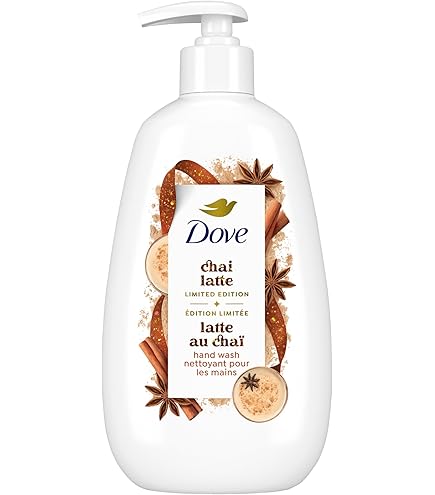 Dove
chai
latte
LIMITED EDITION
ÉDITION LIMITÉE
latte
au chaï
hand wash
nettoyant pour
les mains